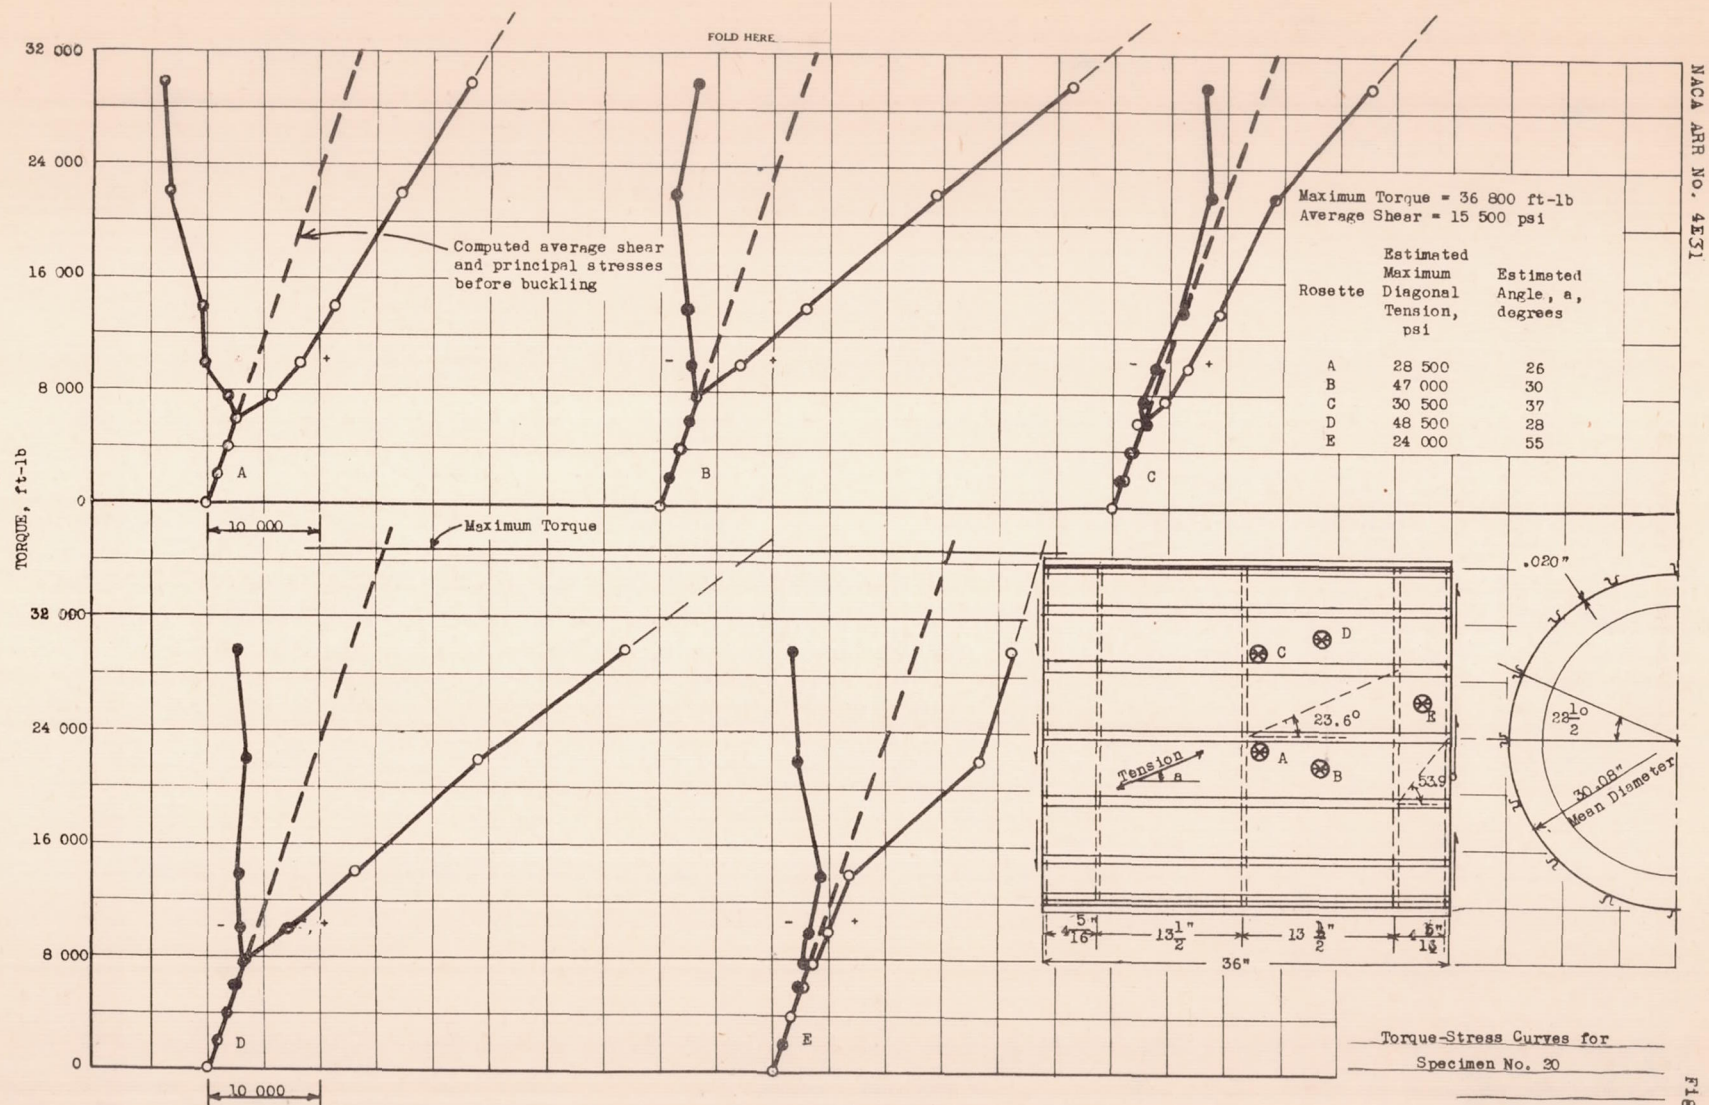 FOLD HERE
NACA ARR No. 4E31
TORQUE, ft-lb
32 000
24 000
16 000
8 000
0
Computed average shear
and principal stresses
before buckling
+
A
- +
B
- +
C
10 000
Maximum Torque = 36 800 ft-lb
Average Shear = 15 500 psi
Rosette Estimated Maximum Diagonal Tension, psi Estimated Angle, a, degrees
A 28 500 26
B 47 000 30
C 30 500 37
D 48 500 28
E 24 000 55
Maximum Torque
32 000
24 000
16 000
8 000
0
- +
D
- +
E
10 000
D
C
E
23.6°
A
B
Tension
a
53.9°
4 5/16"
13 1/2"
13 1/2"
36"
.020"
22 1/2°
30.08"
Mean Diameter
Torque-Stress Curves for
Specimen No. 20